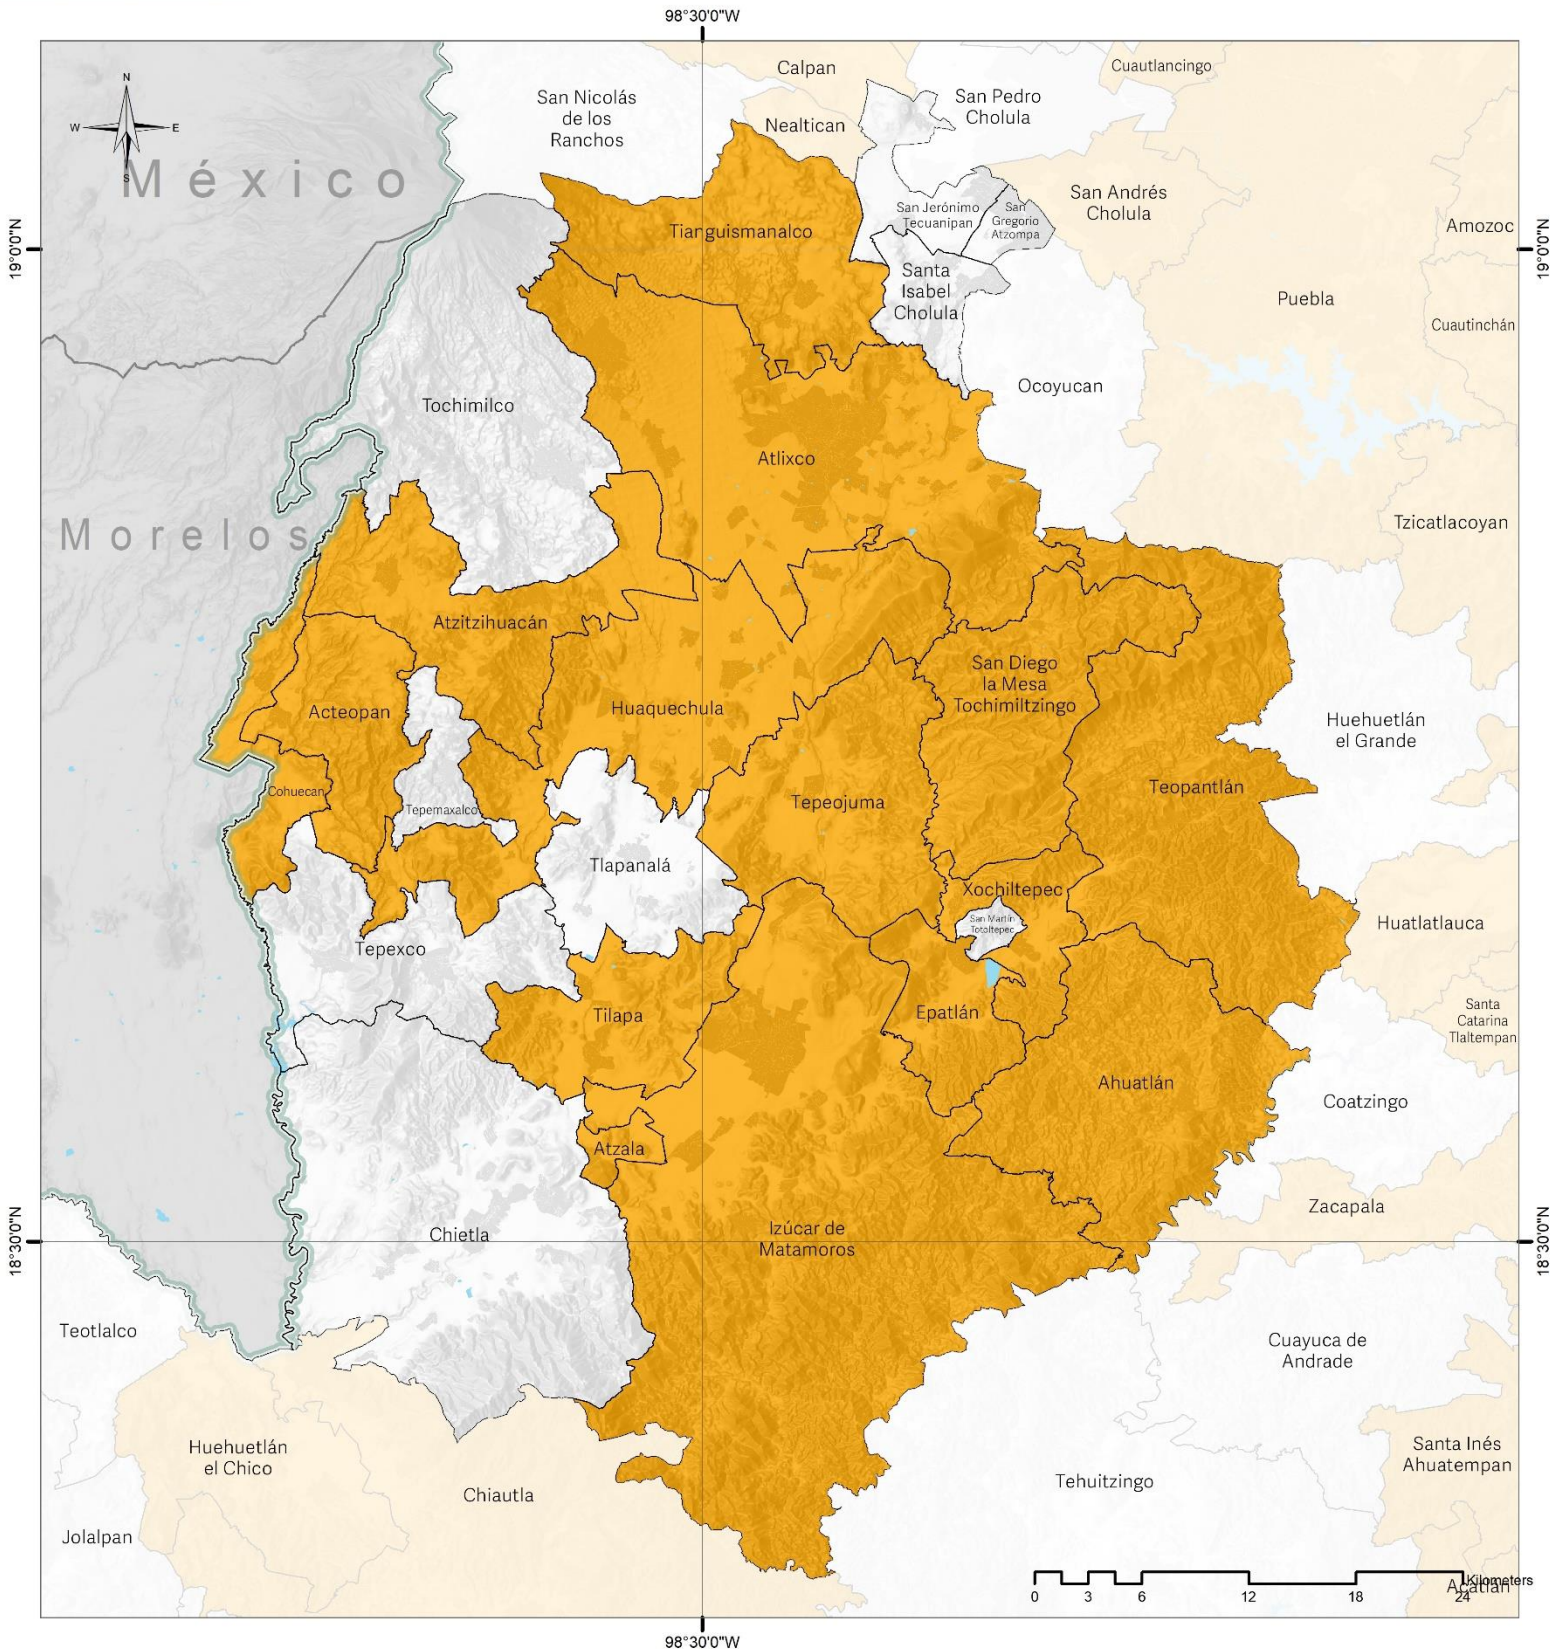 98°30'0"W
Calpan
Cuautlancingo
San Nicolás
de los
Ranchos
San Pedro
Cholula
Nealtican
N
W
E
S
México
San Andrés
Cholula
San Jerónimo
Tecuanipan
San
Gregorio
Atzompa
Amozoc
Tianguismanalco
19°0'0"N
19°0'0"N
Santa
Isabel
Cholula
Puebla
Cuautinchán
Ocoyucan
Tochimilco
Atlixco
Morelos
Tzicatlacoyan
Atzitzihuacán
San Diego
la Mesa
Tochimiltzingo
Acteopan
Huaquechula
Huehuetlán
el Grande
Cohuecan
Tepemaxalco
Tepeojuma
Teopantlán
Tlapanalá
Xochiltepec
San Martín
Totoltepec
Huatlatlauca
Tepexco
Tilapa
Epatlán
Santa
Catarina
Tlaltempan
Ahuatlán
Coatzingo
Atzala
Zacapala
Chietla
Izúcar de
Matamoros
18°30'0"N
18°30'0"N
Teotlalco
Cuayuca de
Andrade
Huehuetlán
el Chico
Santa Inés
Ahuatempan
Chiautla
Tehuitzingo
Jolalpan
Kilometers
Acatlán
0 3 6 12 18 24
98°30'0"W